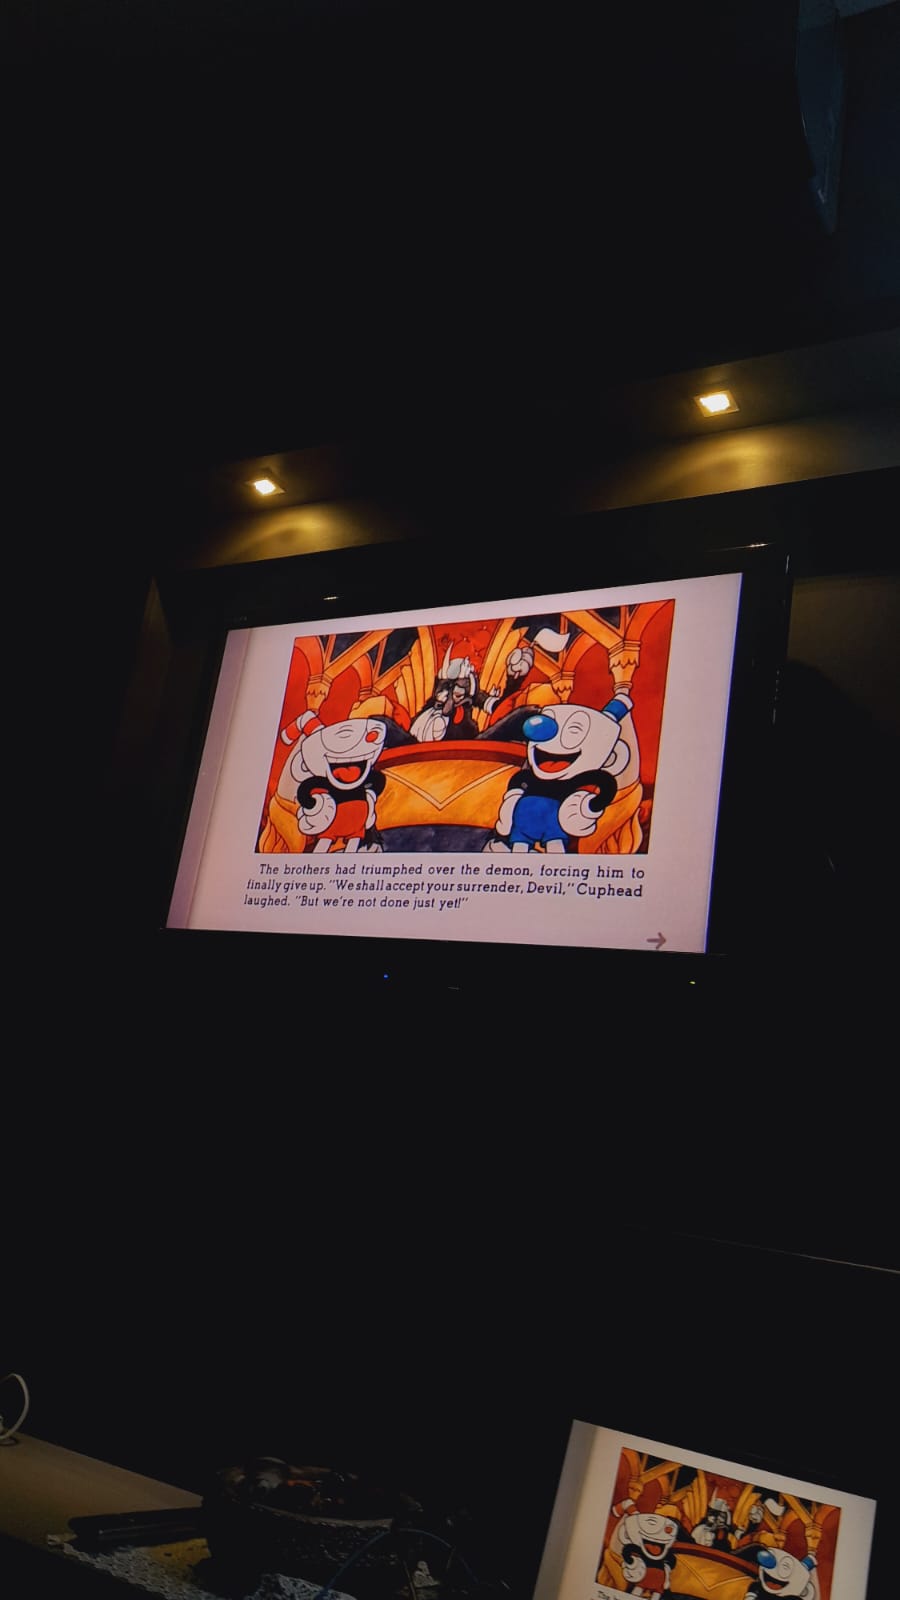 The brothers had triumphed over the demon, forcing him to
finally give up. "We shall accept your surrender, Devil," Cuphead
laughed. "But we're not done just yet!"